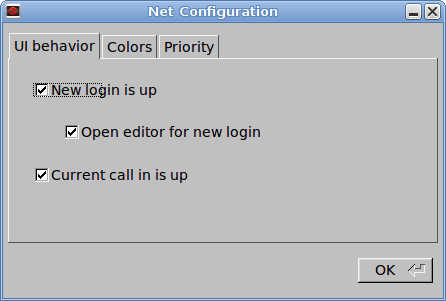 Net Configuration
UI behavior Colors Priority
New login is up
Open editor for new login
Current call in is up
OK